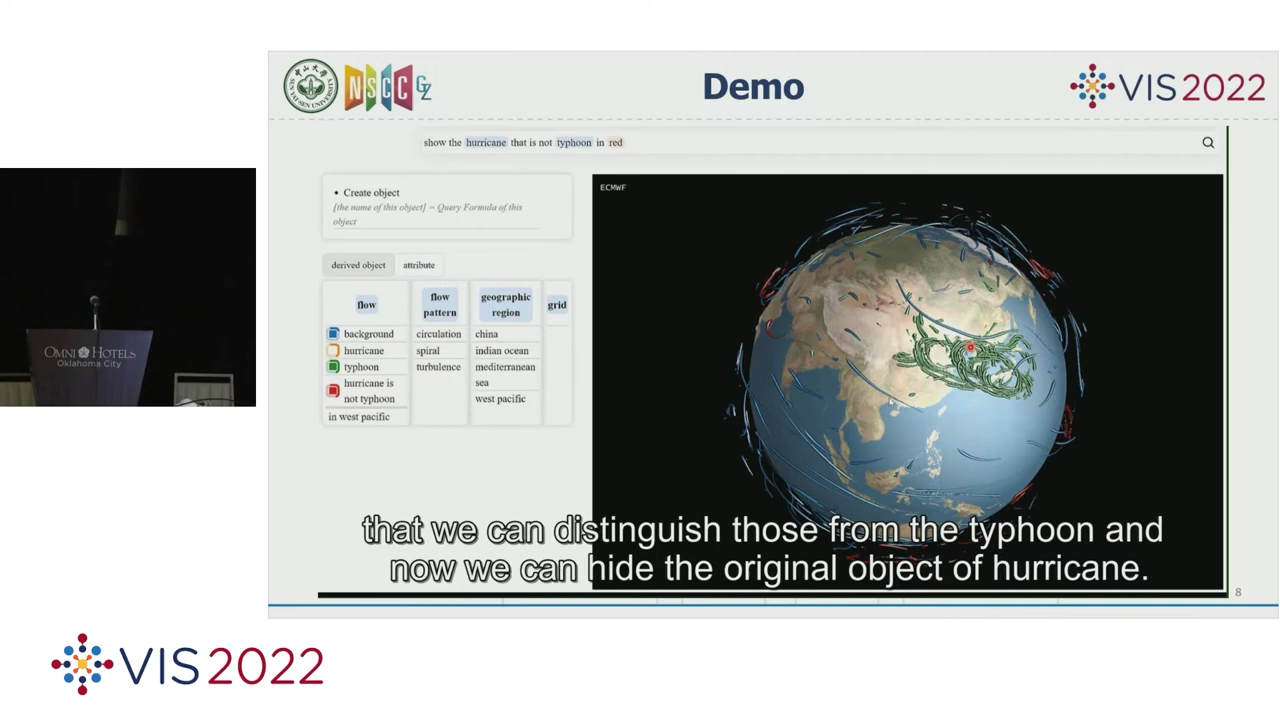 Demo
VIS2022
NSCC GZ
show the hurricane that is not typhoon in red
ECMWF
• Create object
[the name of this object] = Query Formula of this
object
derived object attribute
flow flow pattern geographic region grid
background circulation china
hurricane spiral indian ocean
typhoon turbulence mediterranean sea
hurricane is not typhoon west pacific
in west pacific
OMNI HOTELS
Oklahoma City
that we can distinguish those from the typhoon and
now we can hide the original object of hurricane.
8
VIS2022